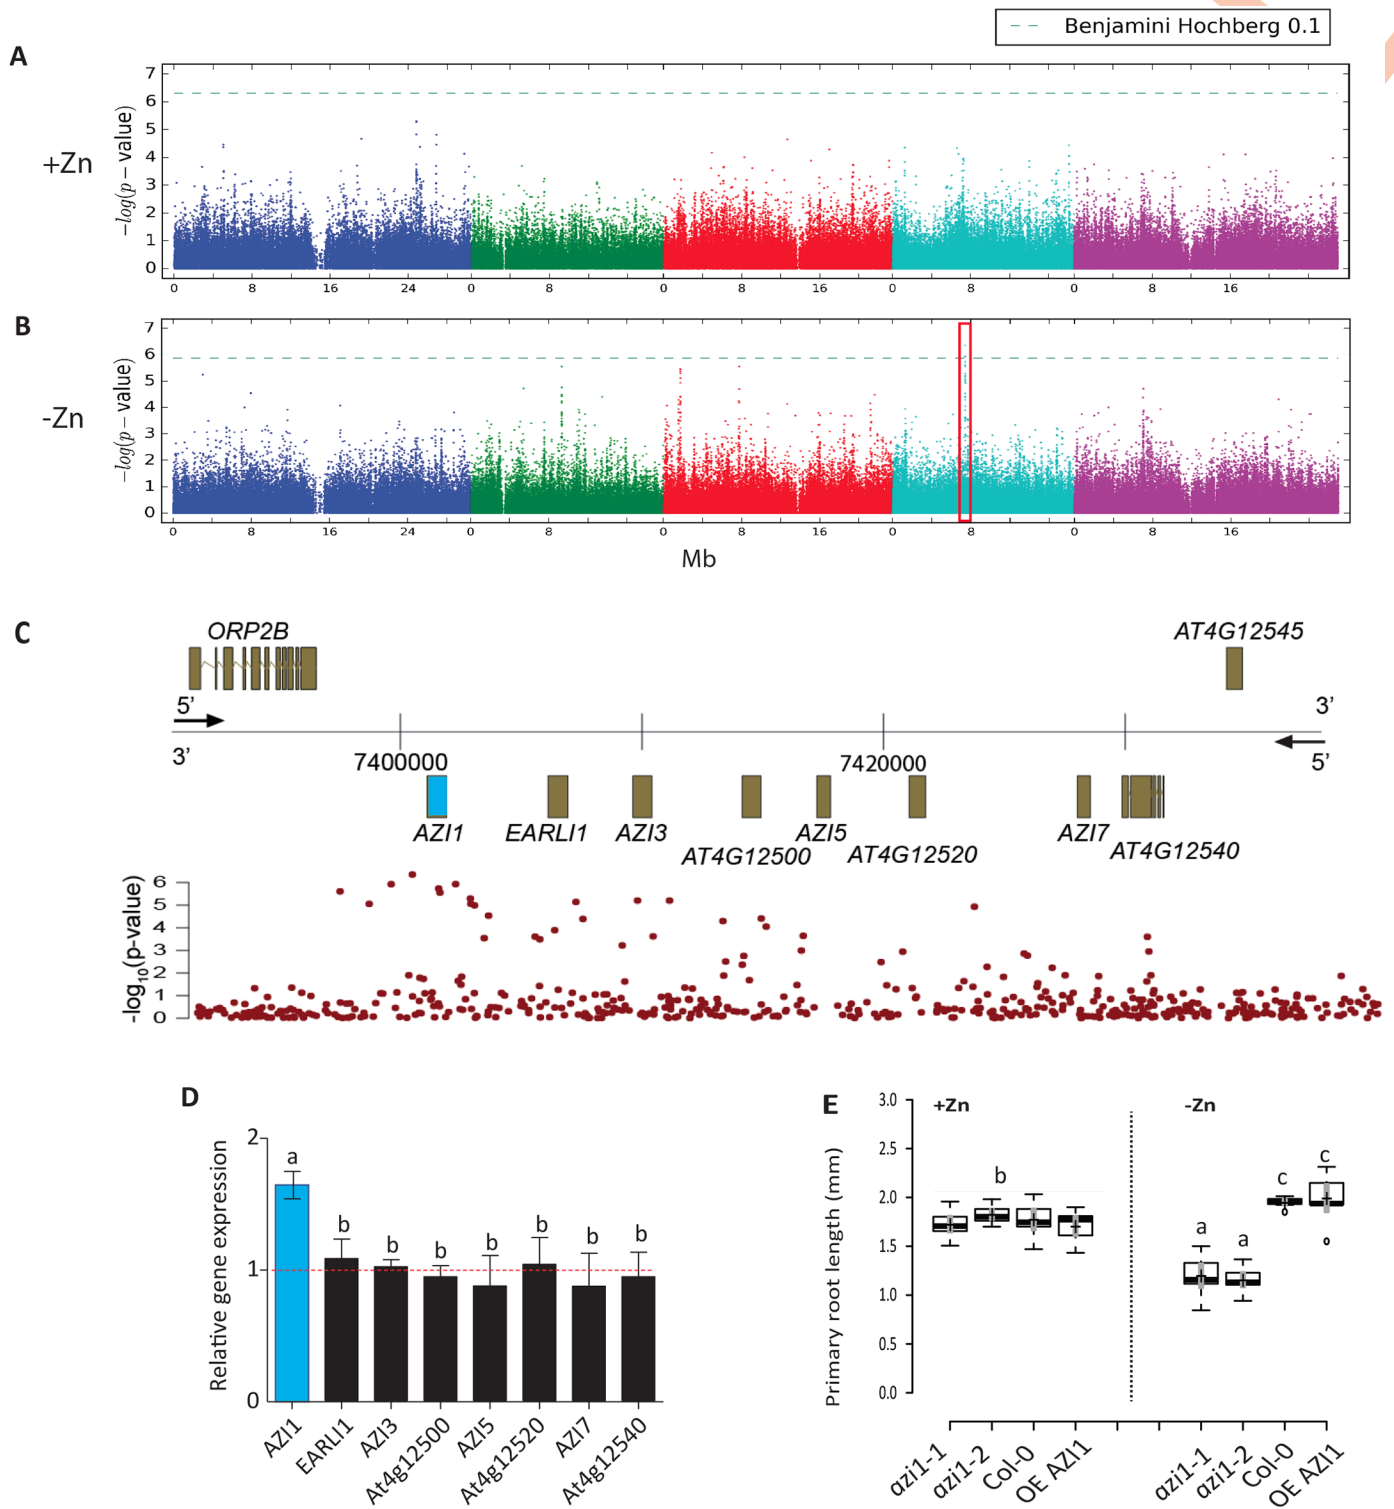 Benjamini Hochberg 0.1
A
+Zn
−log(p − value)
7
6
5
4
3
2
1
0
0 8 16 24 0 8 0 8 16 0 8 0 8 16
B
-Zn
−log(p − value)
7
6
5
4
3
2
1
0
0 8 16 24 0 8 0 8 16 0 8 0 8 16
Mb
C
ORP2B
AT4G12545
5’
3’
3’
5’
7400000
7420000
AZI1 EARLI1 AZI3 AZI5 AZI7
AT4G12500 AT4G12520 AT4G12540
-log10(p-value)
6
5
4
3
2
1
0
D
Relative gene expression
2
1
0
a b b b b b b b
AZI1 EARLI1 AZI3 At4g12500 AZI5 At4g12520 AZI7 At4g12540
E
+Zn -Zn
Primary root length (mm)
3.0
2.5
2.0
1.5
1.0
0.5
0.0
b
a a c c
azi1-1 azi1-2 Col-0 OE AZI1 azi1-1 azi1-2 Col-0 OE AZI1